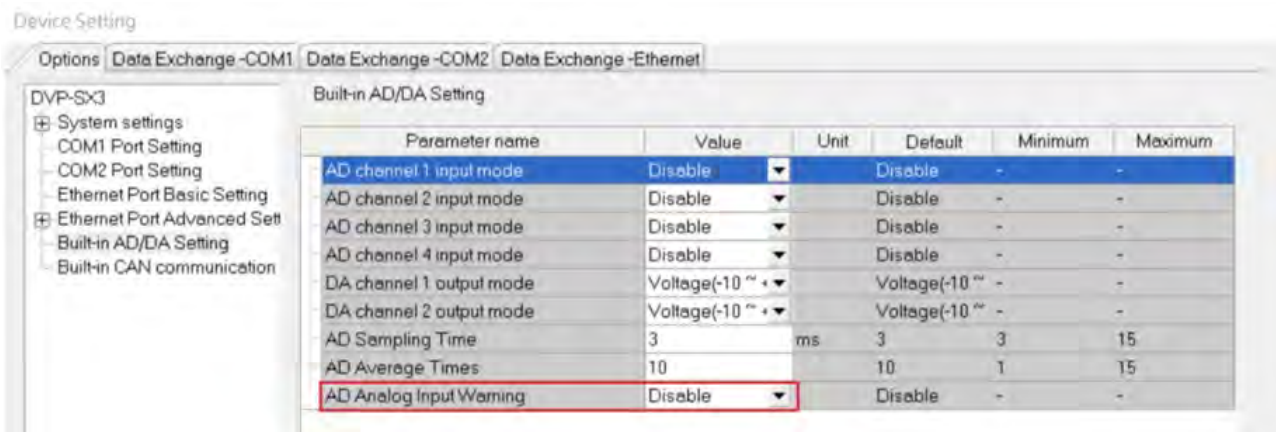 Device Setting
Options Data Exchange -COM1 Data Exchange -COM2 Data Exchange -Ethernet
DVP-SX3
System settings
COM1 Port Setting
COM2 Port Setting
Ethernet Port Basic Setting
Ethernet Port Advanced Sett
Built-in AD/DA Setting
Built-in CAN communication
Built-in AD/DA Setting
Parameter name Value Unit Default Minimum Maximum
AD channel 1 input mode Disable Disable - -
AD channel 2 input mode Disable Disable - -
AD channel 3 input mode Disable Disable - -
AD channel 4 input mode Disable Disable - -
DA channel 1 output mode Voltage(-10 ~ + Voltage(-10 ~ - -
DA channel 2 output mode Voltage(-10 ~ + Voltage(-10 ~ - -
AD Sampling Time 3 ms 3 3 15
AD Average Times 10 10 1 15
AD Analog Input Warning Disable Disable - -